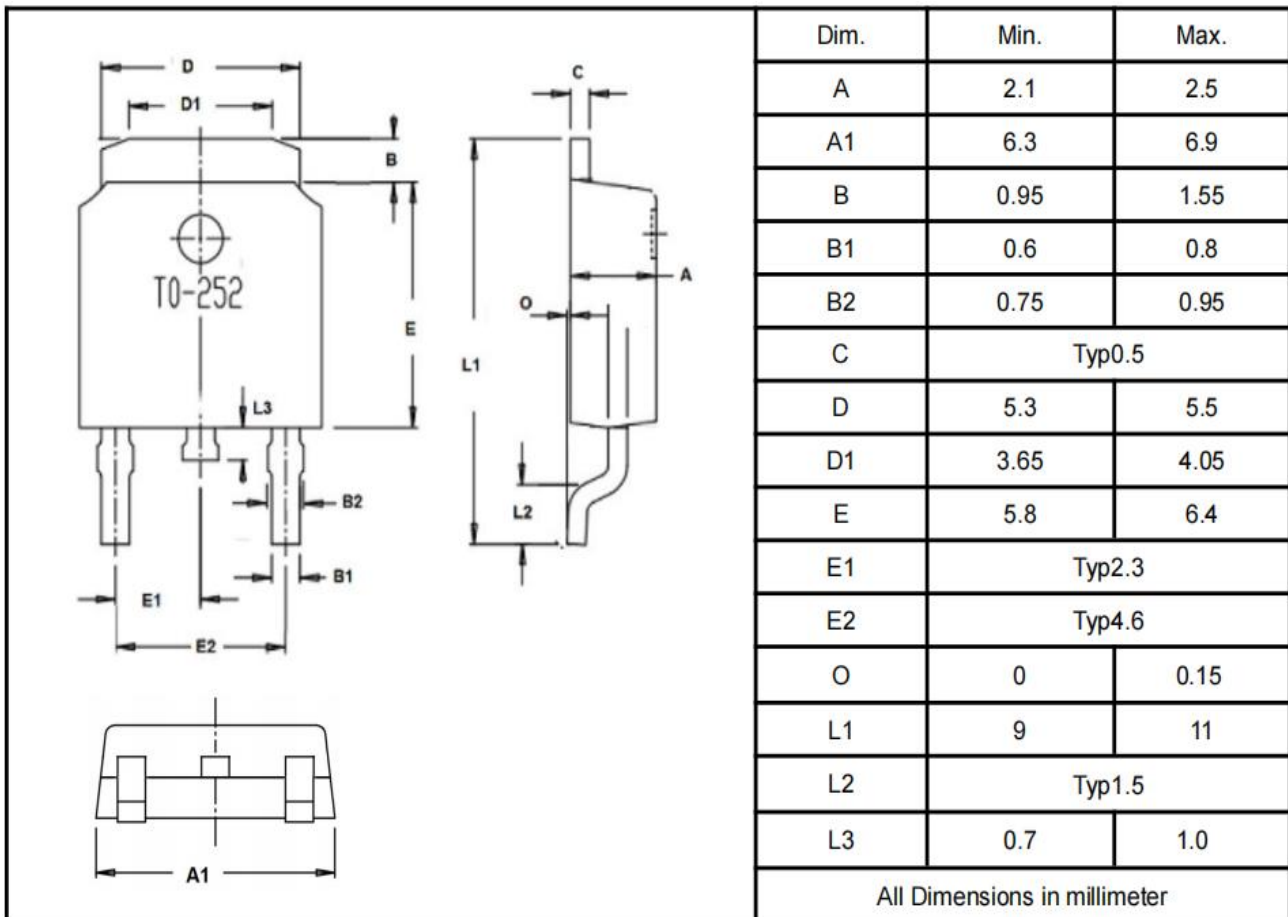 D
D1
B
TO-252
E
L3
B2
B1
E1
E2
A1
C
A
O
L1
L2
Dim. Min. Max.
A 2.1 2.5
A1 6.3 6.9
B 0.95 1.55
B1 0.6 0.8
B2 0.75 0.95
C Typ0.5
D 5.3 5.5
D1 3.65 4.05
E 5.8 6.4
E1 Typ2.3
E2 Typ4.6
O 0 0.15
L1 9 11
L2 Typ1.5
L3 0.7 1.0
All Dimensions in millimeter